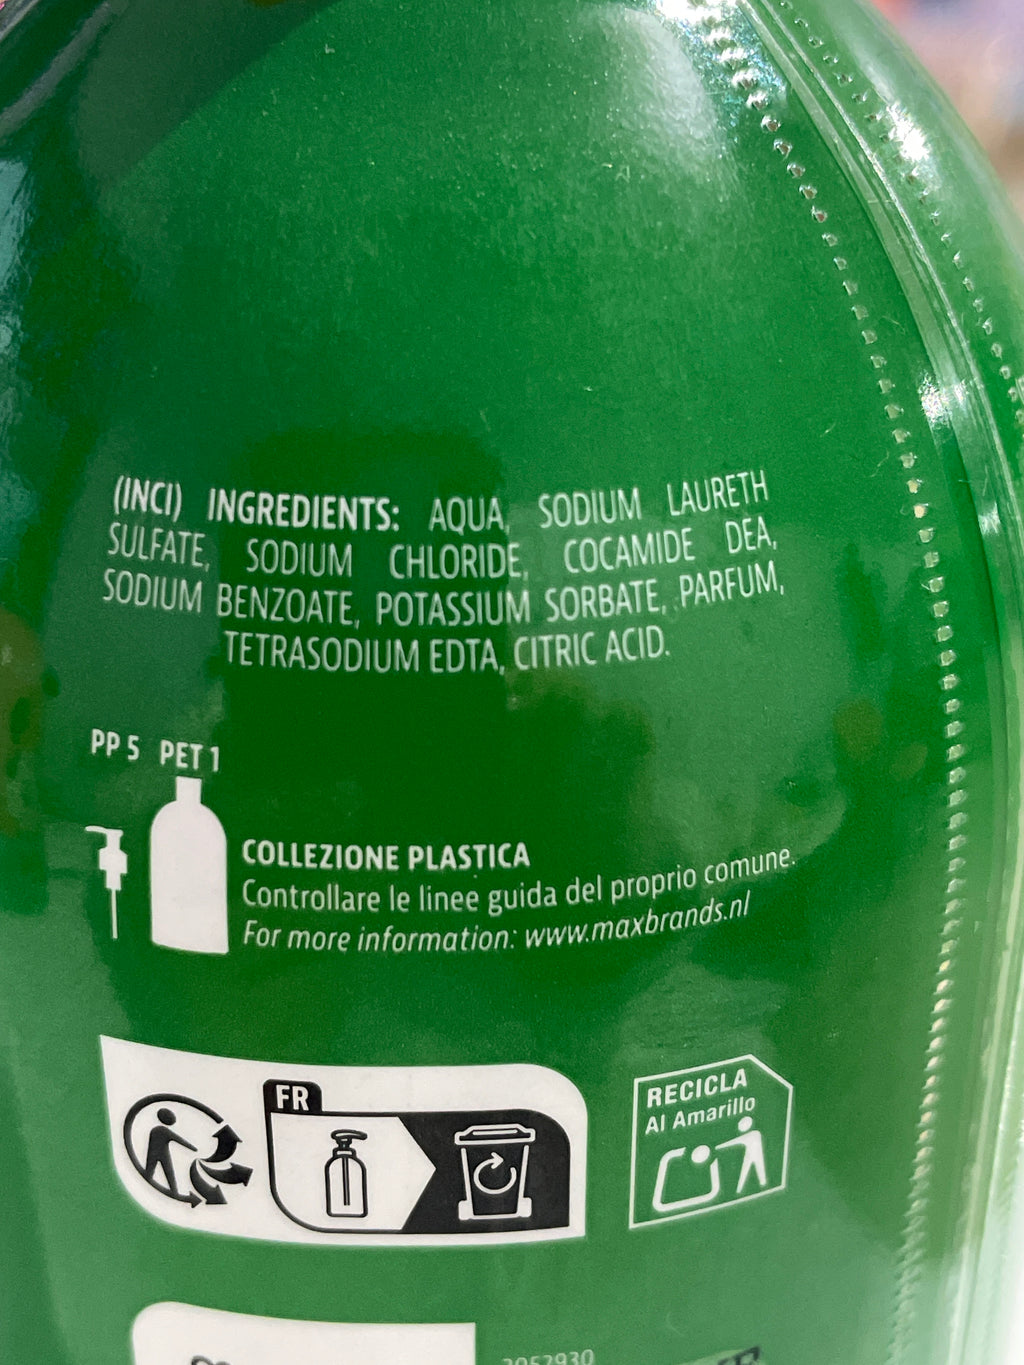 (INCI) INGREDIENTS: AQUA, SODIUM LAURETH
SULFATE, SODIUM CHLORIDE, COCAMIDE DEA,
SODIUM BENZOATE, POTASSIUM SORBATE, PARFUM,
TETRASODIUM EDTA, CITRIC ACID.
PP 5 PET 1
COLLEZIONE PLASTICA
Controllare le linee guida del proprio comune.
For more information: www.maxbrands.nl
FR
RECICLA
Al Amarillo